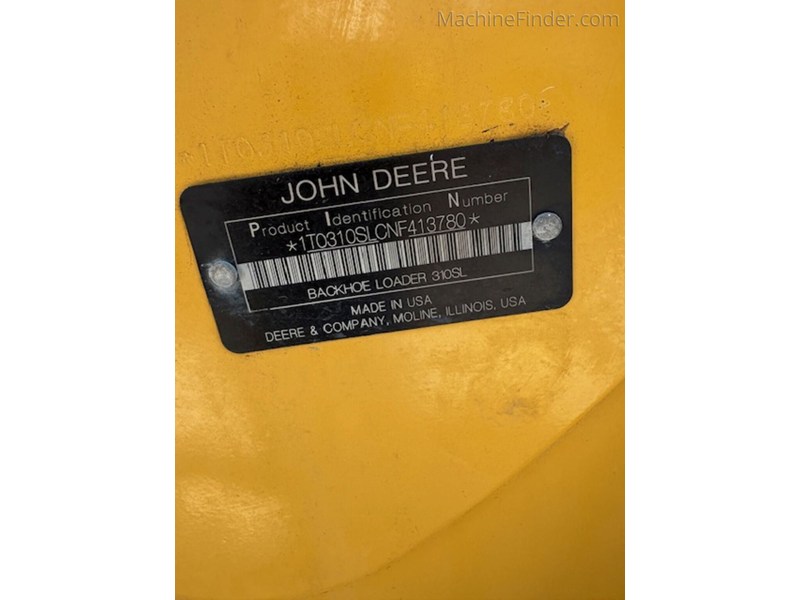 MachineFinder.com
*1T0310SLCNF413780*
JOHN DEERE
Product Identification Number
*1T0310SLCNF413780*
BACKHOE LOADER 310SL
MADE IN USA
DEERE & COMPANY, MOLINE, ILLINOIS, USA